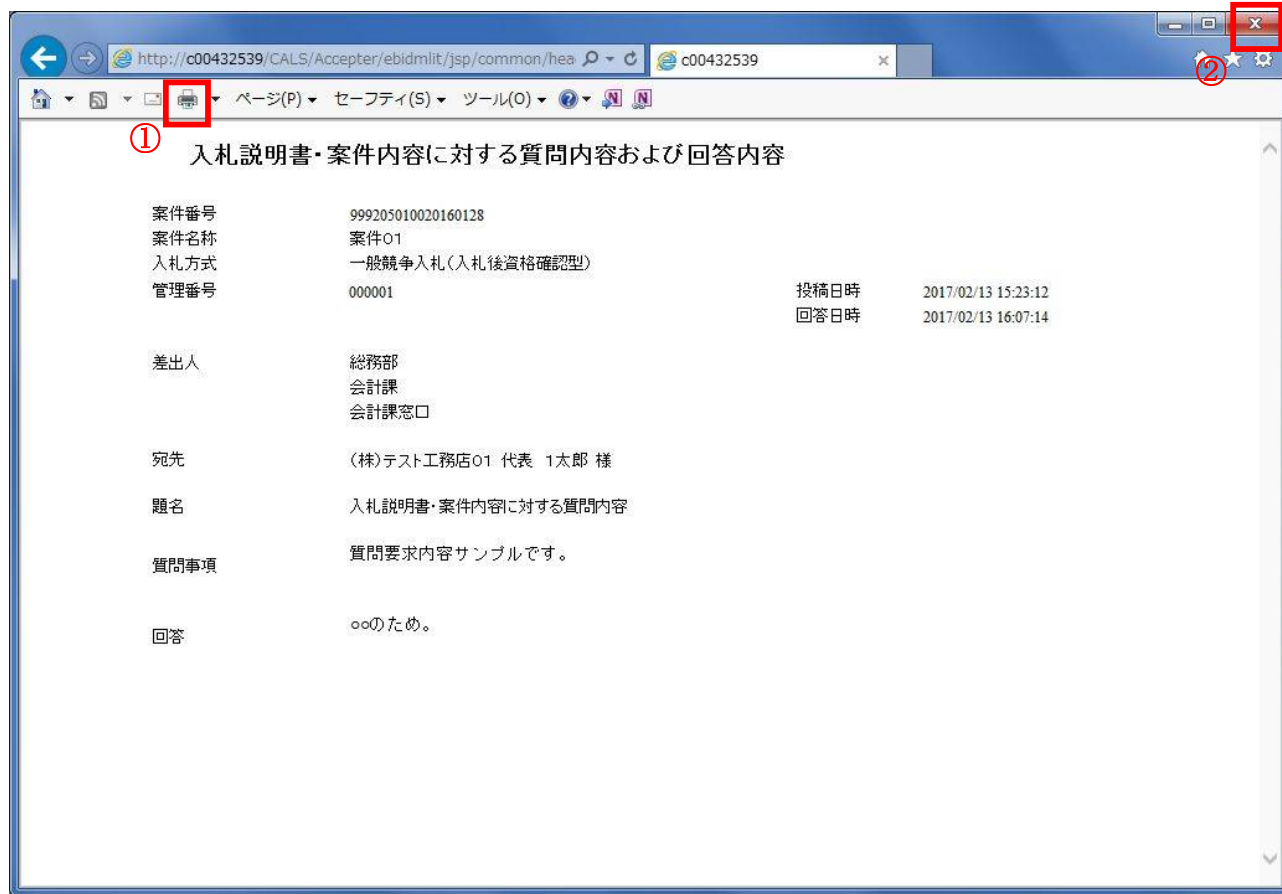 http://c00432539/CALS/Accepter/ebidmlit/jsp/common/hea
c00432539
②
ページ(P) セーフティ(S) ツール(O)
①
入札説明書・案件内容に対する質問内容および回答内容
案件番号 999205010020160128
案件名称 案件01
入札方式 一般競争入札(入札後資格確認型)
管理番号 000001 投稿日時 2017/02/13 15:23:12
回答日時 2017/02/13 16:07:14
差出人 総務部
会計課
会計課窓口
宛先 (株)テスト工務店01 代表 1太郎 様
題名 入札説明書・案件内容に対する質問内容
質問事項 質問要求内容サンプルです。
回答 ○○のため。